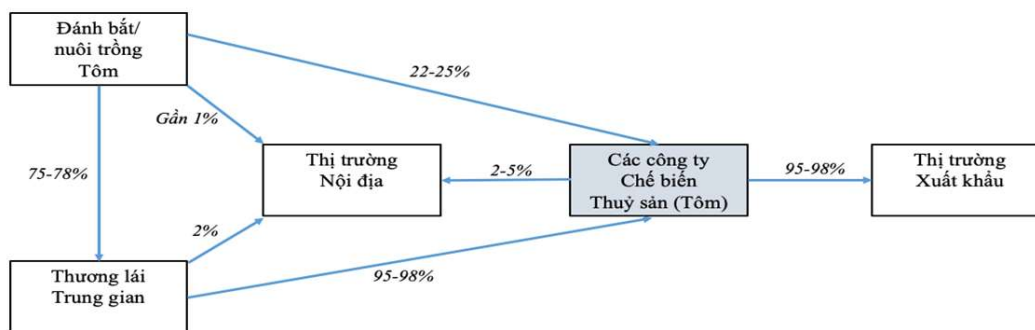 Đánh bắt/
nuôi trồng
Tôm
22-25%
Gần 1%
75-78%
Thị trường
Nội địa
2-5%
Các công ty
Chế biến
Thuỷ sản (Tôm)
95-98%
Thị trường
Xuất khẩu
2%
Thương lái
Trung gian
95-98%